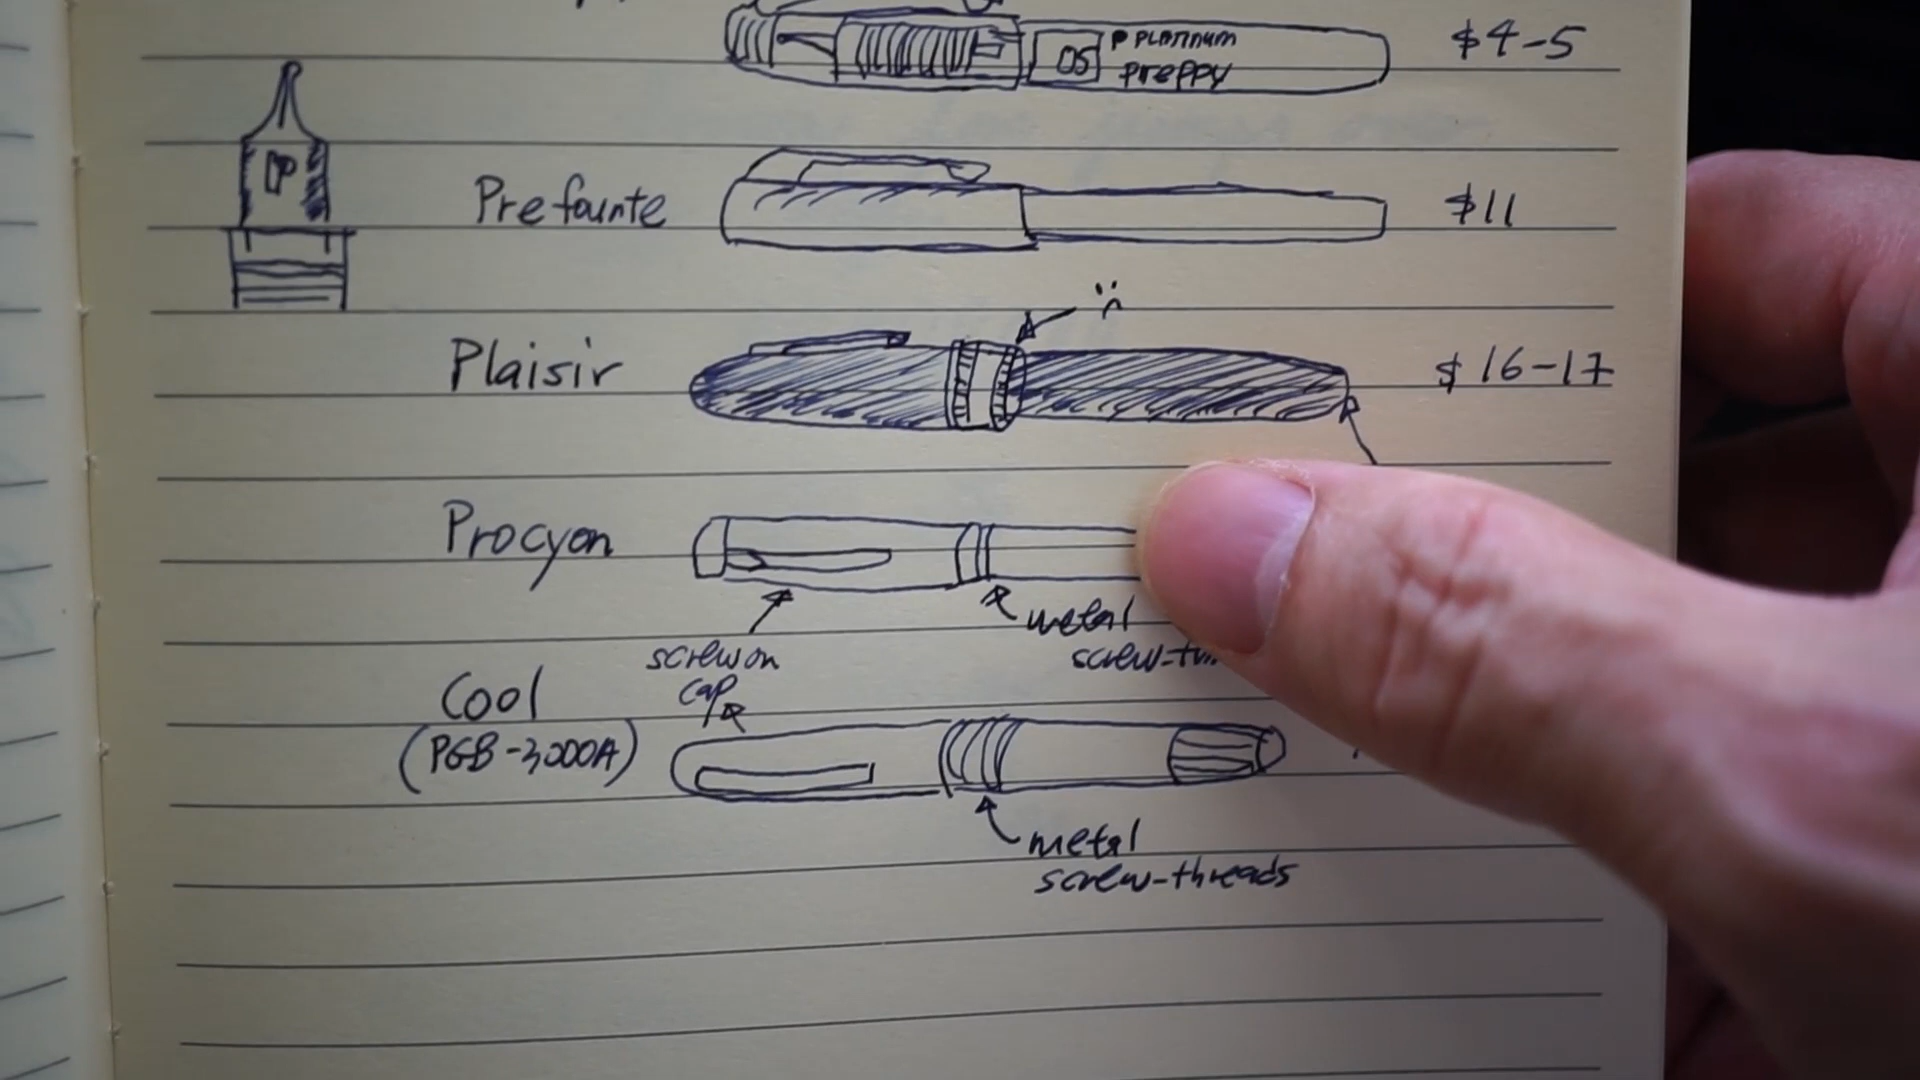 05 P PLATINUM
preppy
$4-5
P
Prefounte
$11
Plaisir
$16-17
Procyon
metal
screw on
cap
Cool
(PGB-3000A)
metal
screw-threads